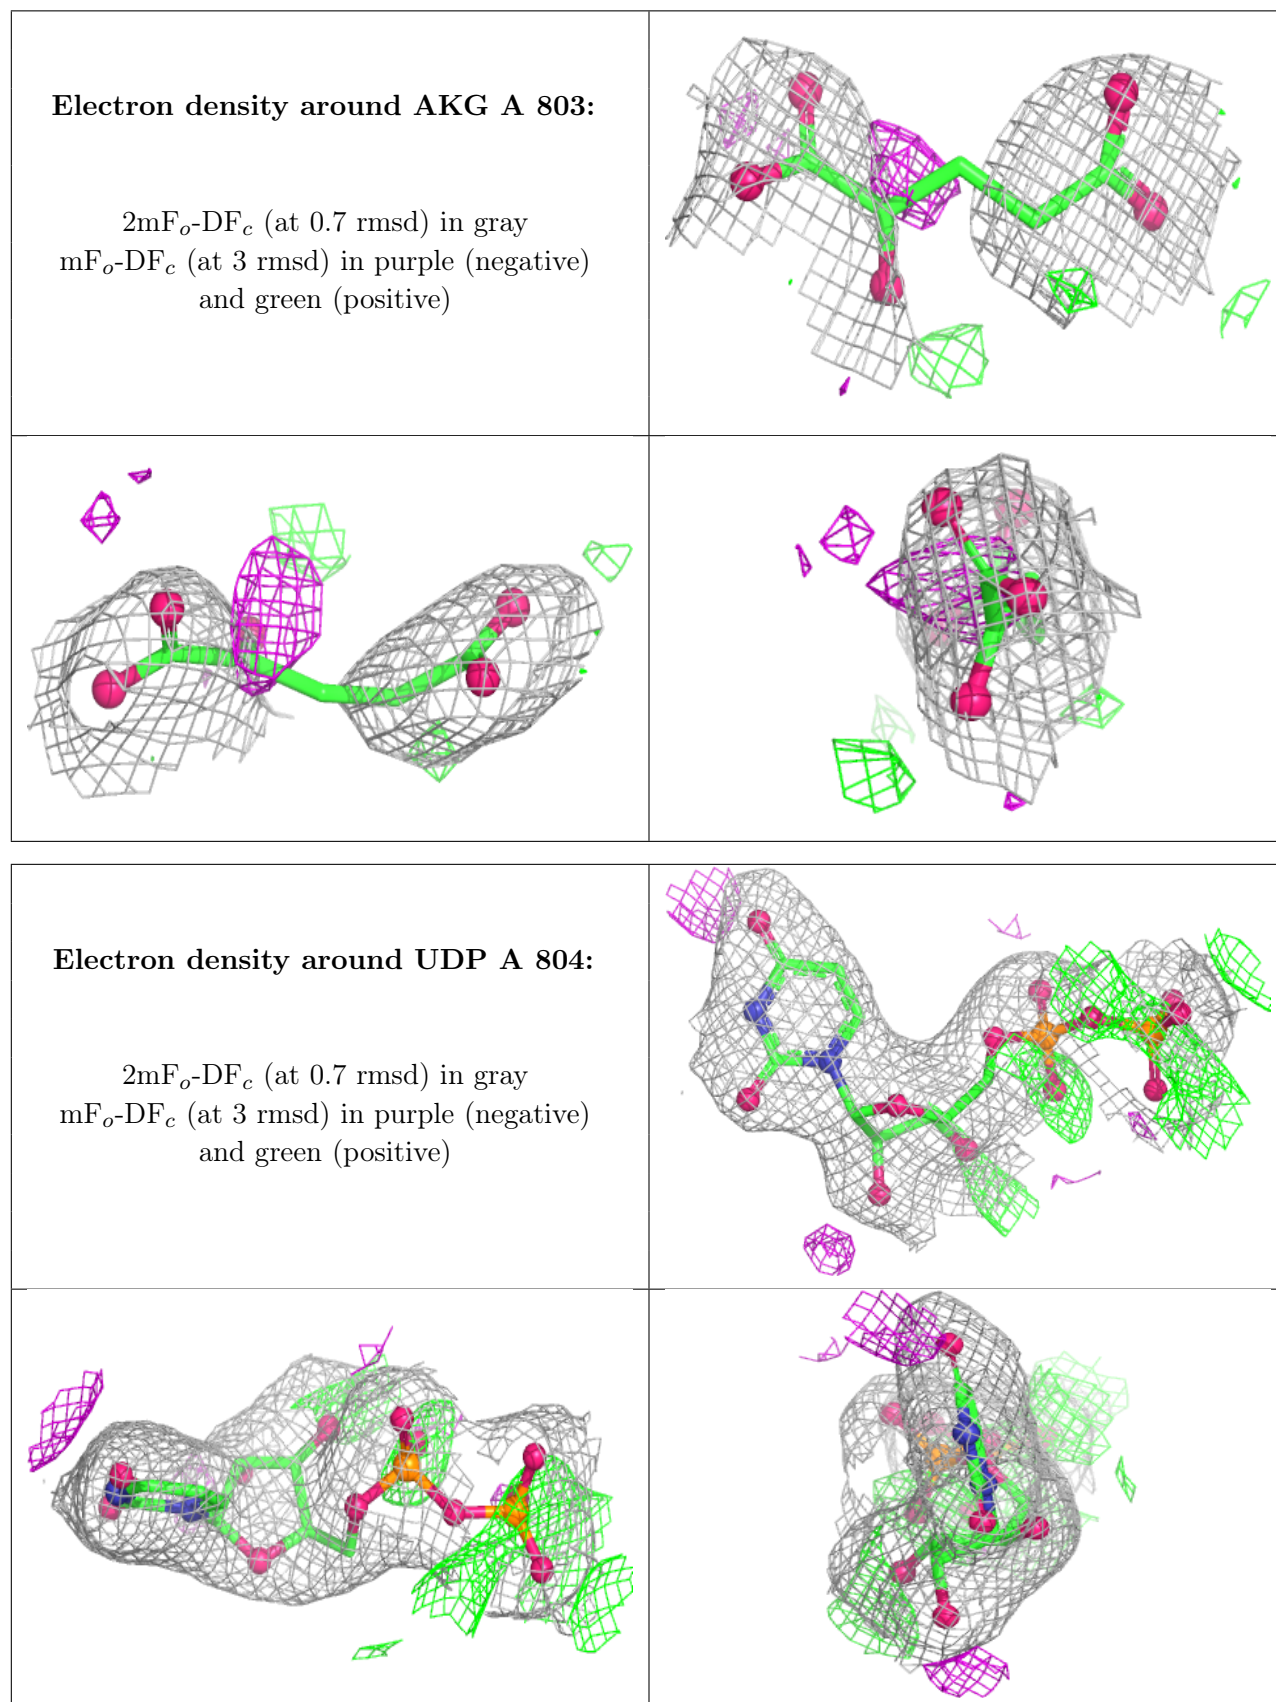 Electron density around AKG A 803:
2mFo-DFc (at 0.7 rmsd) in gray
mFo-DFc (at 3 rmsd) in purple (negative)
and green (positive)
Electron density around UDP A 804:
2mFo-DFc (at 0.7 rmsd) in gray
mFo-DFc (at 3 rmsd) in purple (negative)
and green (positive)